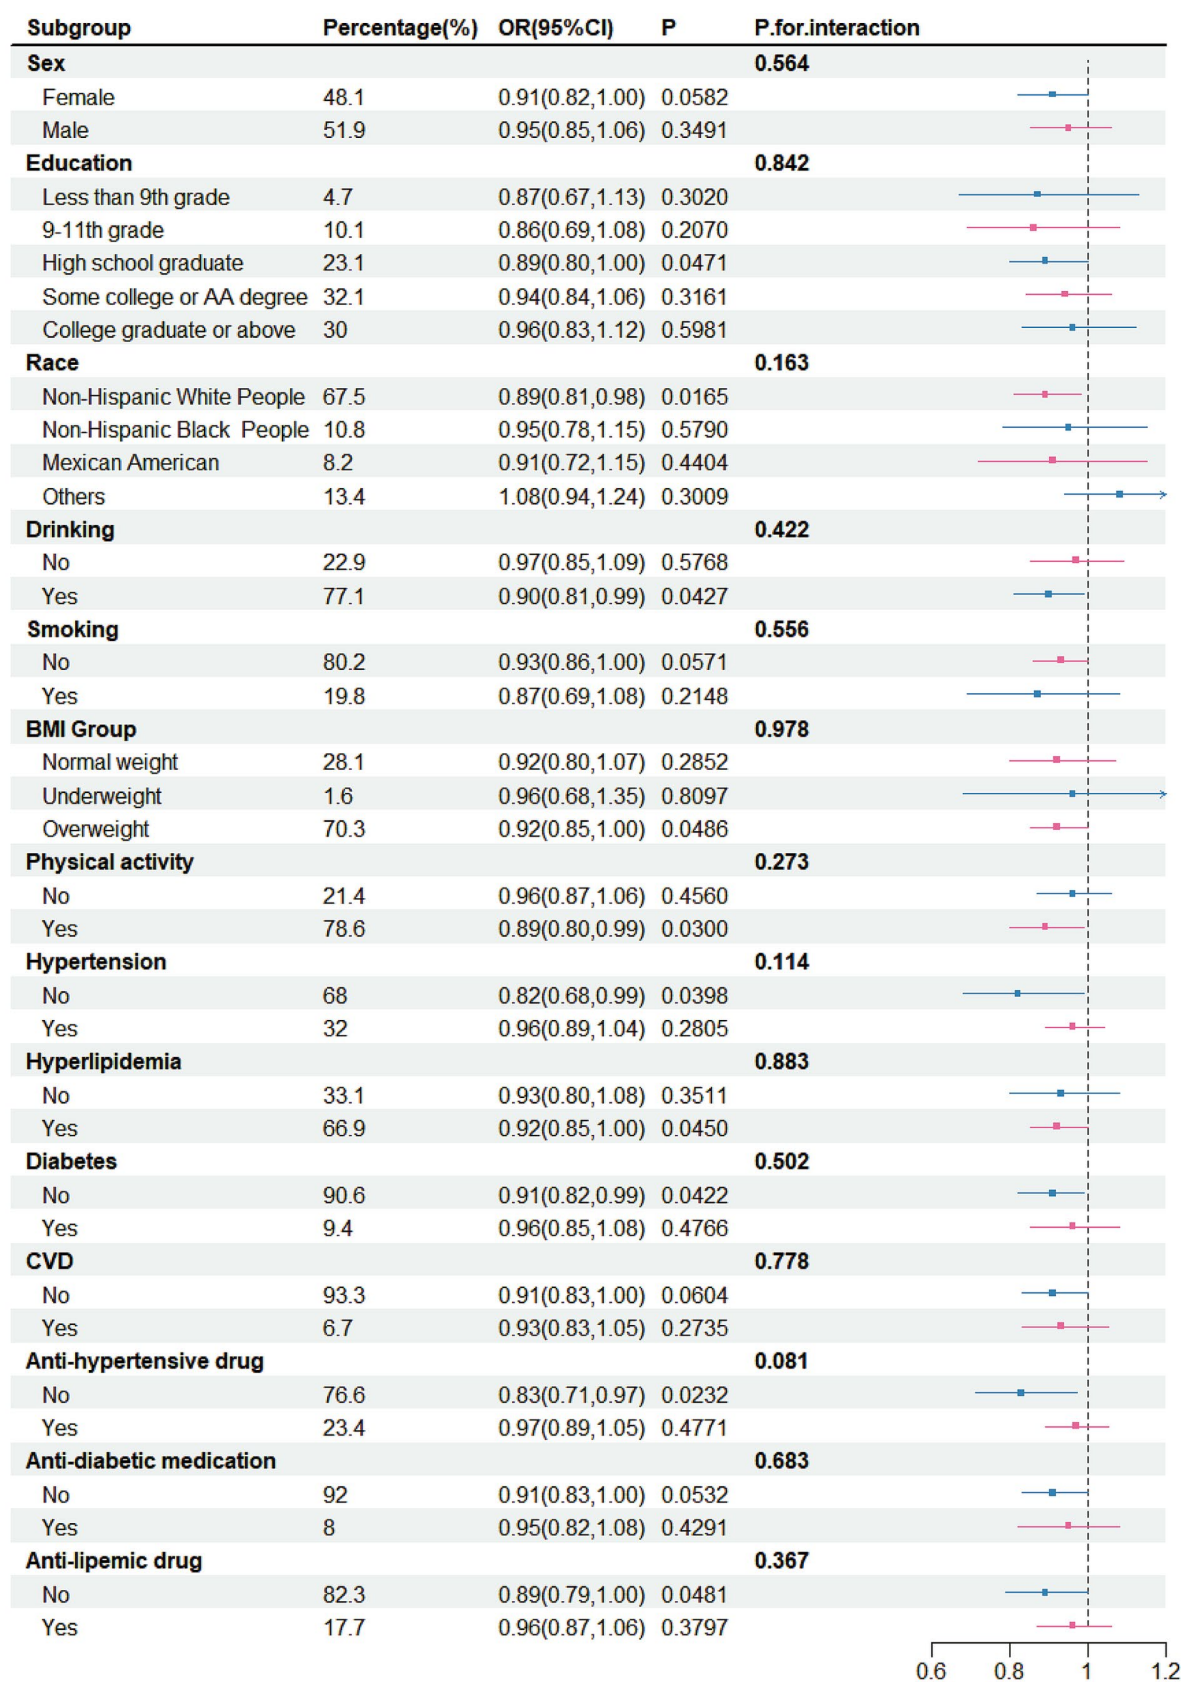 Subgroup Percentage(%) OR(95%CI) P P.for.interaction
Sex 0.564
Female 48.1 0.91(0.82,1.00) 0.0582
Male 51.9 0.95(0.85,1.06) 0.3491
Education 0.842
Less than 9th grade 4.7 0.87(0.67,1.13) 0.3020
9-11th grade 10.1 0.86(0.69,1.08) 0.2070
High school graduate 23.1 0.89(0.80,1.00) 0.0471
Some college or AA degree 32.1 0.94(0.84,1.06) 0.3161
College graduate or above 30 0.96(0.83,1.12) 0.5981
Race 0.163
Non-Hispanic White People 67.5 0.89(0.81,0.98) 0.0165
Non-Hispanic Black People 10.8 0.95(0.78,1.15) 0.5790
Mexican American 8.2 0.91(0.72,1.15) 0.4404
Others 13.4 1.08(0.94,1.24) 0.3009
Drinking 0.422
No 22.9 0.97(0.85,1.09) 0.5768
Yes 77.1 0.90(0.81,0.99) 0.0427
Smoking 0.556
No 80.2 0.93(0.86,1.00) 0.0571
Yes 19.8 0.87(0.69,1.08) 0.2148
BMI Group 0.978
Normal weight 28.1 0.92(0.80,1.07) 0.2852
Underweight 1.6 0.96(0.68,1.35) 0.8097
Overweight 70.3 0.92(0.85,1.00) 0.0486
Physical activity 0.273
No 21.4 0.96(0.87,1.06) 0.4560
Yes 78.6 0.89(0.80,0.99) 0.0300
Hypertension 0.114
No 68 0.82(0.68,0.99) 0.0398
Yes 32 0.96(0.89,1.04) 0.2805
Hyperlipidemia 0.883
No 33.1 0.93(0.80,1.08) 0.3511
Yes 66.9 0.92(0.85,1.00) 0.0450
Diabetes 0.502
No 90.6 0.91(0.82,0.99) 0.0422
Yes 9.4 0.96(0.85,1.08) 0.4766
CVD 0.778
No 93.3 0.91(0.83,1.00) 0.0604
Yes 6.7 0.93(0.83,1.05) 0.2735
Anti-hypertensive drug 0.081
No 76.6 0.83(0.71,0.97) 0.0232
Yes 23.4 0.97(0.89,1.05) 0.4771
Anti-diabetic medication 0.683
No 92 0.91(0.83,1.00) 0.0532
Yes 8 0.95(0.82,1.08) 0.4291
Anti-lipemic drug 0.367
No 82.3 0.89(0.79,1.00) 0.0481
Yes 17.7 0.96(0.87,1.06) 0.3797
0.6 0.8 1 1.2